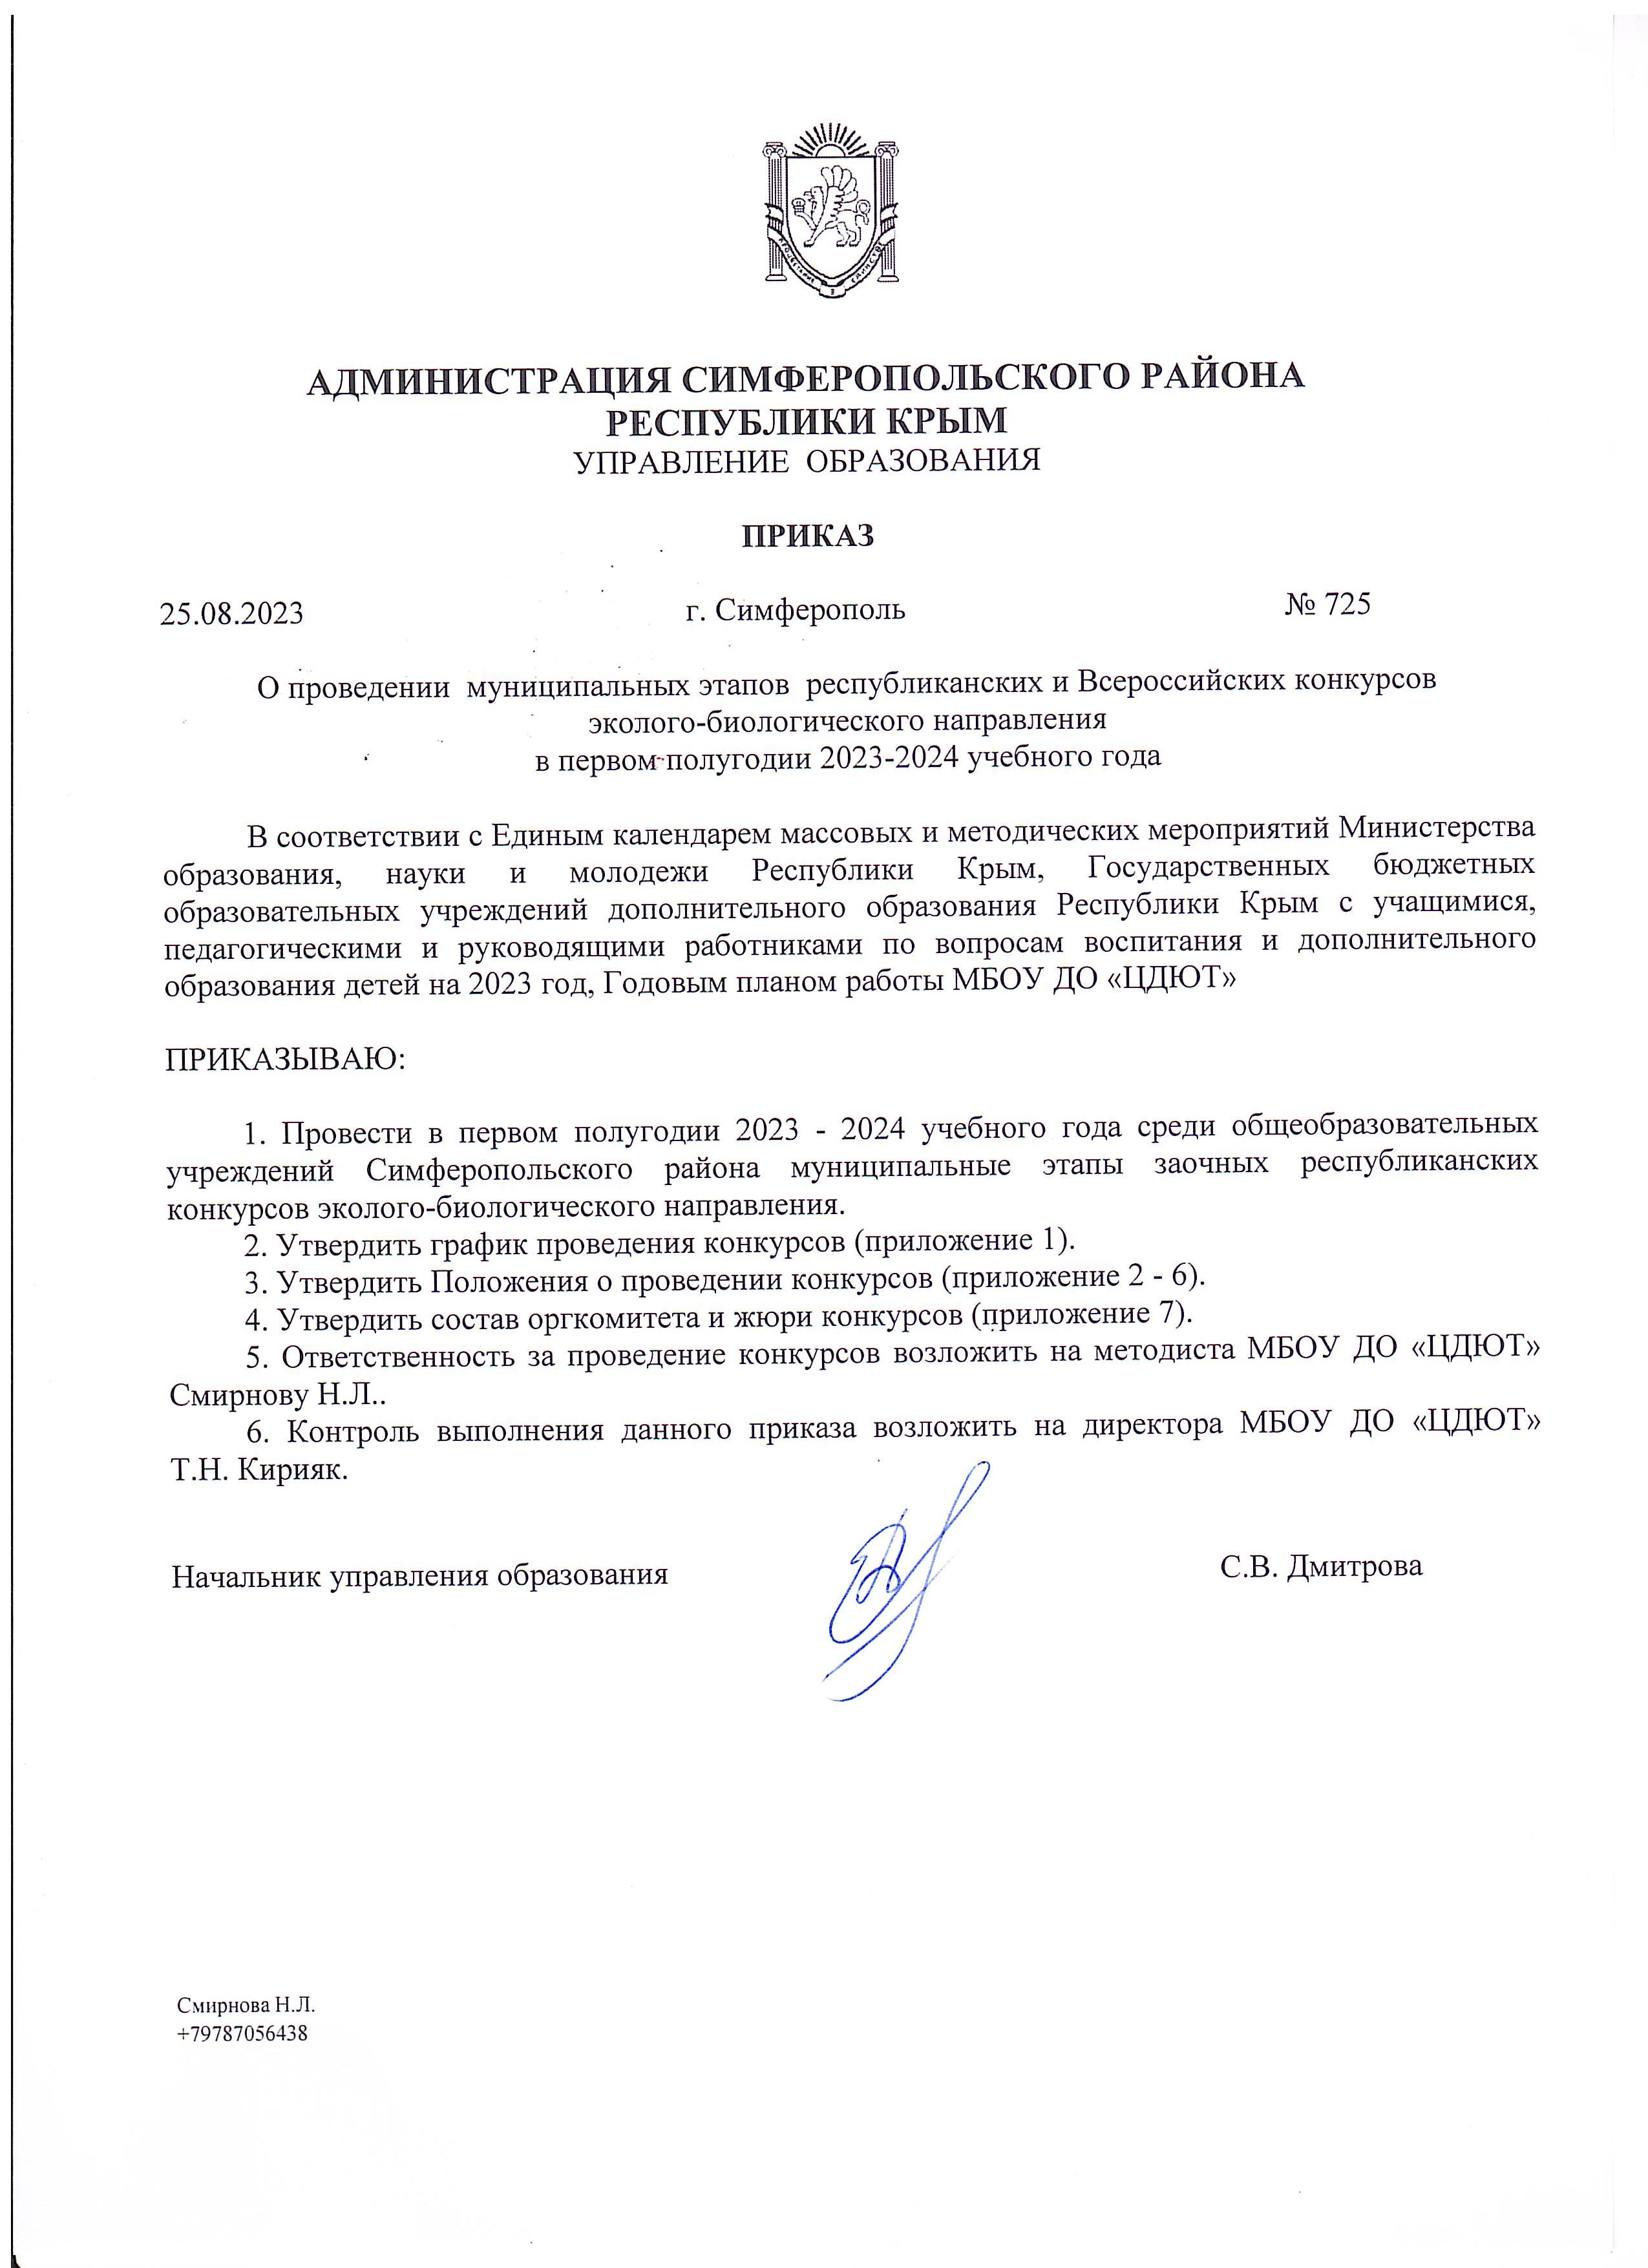 АДМИНИСТРАЦИЯ СИМФЕРОПОЛЬСКОГО РАЙОНА
РЕСПУБЛИКИ КРЫМ
УПРАВЛЕНИЕ ОБРАЗОВАНИЯ
ПРИКАЗ
25.08.2023 г. Симферополь № 725
О проведении муниципальных этапов республиканских и Всероссийских конкурсов
эколого-биологического направления
в первом полугодии 2023-2024 учебного года
В соответствии с Единым календарем массовых и методических мероприятий Министерства
образования, науки и молодежи Республики Крым, Государственных бюджетных
образовательных учреждений дополнительного образования Республики Крым с учащимися,
педагогическими и руководящими работниками по вопросам воспитания и дополнительного
образования детей на 2023 год, Годовым планом работы МБОУ ДО «ЦДЮТ»
ПРИКАЗЫВАЮ:
1. Провести в первом полугодии 2023 - 2024 учебного года среди общеобразовательных
учреждений Симферопольского района муниципальные этапы заочных республиканских
конкурсов эколого-биологического направления.
2. Утвердить график проведения конкурсов (приложение 1).
3. Утвердить Положения о проведении конкурсов (приложение 2 - 6).
4. Утвердить состав оргкомитета и жюри конкурсов (приложение 7).
5. Ответственность за проведение конкурсов возложить на методиста МБОУ ДО «ЦДЮТ»
Смирнову Н.Л..
6. Контроль выполнения данного приказа возложить на директора МБОУ ДО «ЦДЮТ»
Т.Н. Кирияк.
Начальник управления образования С.В. Дмитрова
Смирнова Н.Л.
+79787056438